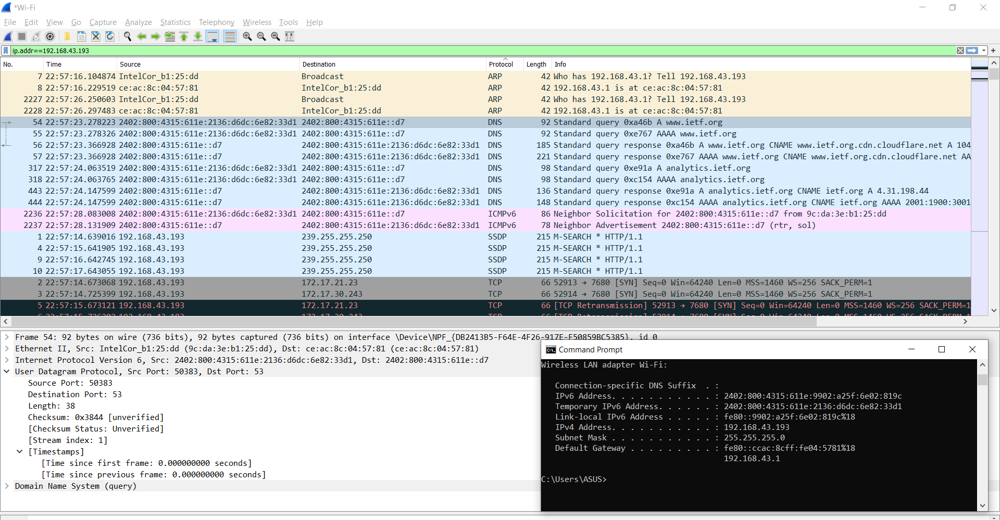 *Wi-Fi
File Edit View Go Capture Analyze Statistics Telephony Wireless Tools Help
ip.addr==192.168.43.193
No. Time Source Destination Protocol Length Info
7 22:57:16.104874 IntelCor_b1:25:dd Broadcast ARP 42 Who has 192.168.43.1? Tell 192.168.43.193
8 22:57:16.229519 ce:ac:8c:04:57:81 IntelCor_b1:25:dd ARP 42 192.168.43.1 is at ce:ac:8c:04:57:81
2227 22:57:26.250603 IntelCor_b1:25:dd Broadcast ARP 42 Who has 192.168.43.1? Tell 192.168.43.193
2228 22:57:26.297483 ce:ac:8c:04:57:81 IntelCor_b1:25:dd ARP 42 192.168.43.1 is at ce:ac:8c:04:57:81
54 22:57:23.278223 2402:800:4315:611e:2136:d6dc:6e82:33d1 2402:800:4315:611e::d7 DNS 92 Standard query 0xa46b A www.ietf.org
55 22:57:23.278326 2402:800:4315:611e:2136:d6dc:6e82:33d1 2402:800:4315:611e::d7 DNS 92 Standard query 0xe767 AAAA www.ietf.org
56 22:57:23.366928 2402:800:4315:611e::d7 2402:800:4315:611e:2136:d6dc:6e82:33d1 DNS 185 Standard query response 0xa46b A www.ietf.org CNAME www.ietf.org.cdn.cloudflare.net A 104
57 22:57:23.366928 2402:800:4315:611e::d7 2402:800:4315:611e:2136:d6dc:6e82:33d1 DNS 221 Standard query response 0xe767 AAAA www.ietf.org CNAME www.ietf.org.cdn.cloudflare.net AA
317 22:57:24.063519 2402:800:4315:611e:2136:d6dc:6e82:33d1 2402:800:4315:611e::d7 DNS 98 Standard query 0xe91a A analytics.ietf.org
318 22:57:24.063765 2402:800:4315:611e:2136:d6dc:6e82:33d1 2402:800:4315:611e::d7 DNS 98 Standard query 0xc154 AAAA analytics.ietf.org
443 22:57:24.147599 2402:800:4315:611e::d7 2402:800:4315:611e:2136:d6dc:6e82:33d1 DNS 136 Standard query response 0xe91a A analytics.ietf.org CNAME ietf.org A 4.31.198.44
444 22:57:24.147599 2402:800:4315:611e::d7 2402:800:4315:611e:2136:d6dc:6e82:33d1 DNS 148 Standard query response 0xc154 AAAA analytics.ietf.org CNAME ietf.org AAAA 2001:1900:3001
2236 22:57:28.083008 2402:800:4315:611e:2136:d6dc:6e82:33d1 2402:800:4315:611e::d7 ICMPv6 86 Neighbor Solicitation for 2402:800:4315:611e::d7 from 9c:da:3e:b1:25:dd
2237 22:57:28.131909 2402:800:4315:611e::d7 2402:800:4315:611e:2136:d6dc:6e82:33d1 ICMPv6 78 Neighbor Advertisement 2402:800:4315:611e::d7 (rtr, sol)
1 22:57:14.639016 192.168.43.193 239.255.255.250 SSDP 215 M-SEARCH * HTTP/1.1
4 22:57:15.641905 192.168.43.193 239.255.255.250 SSDP 215 M-SEARCH * HTTP/1.1
9 22:57:16.642745 192.168.43.193 239.255.255.250 SSDP 215 M-SEARCH * HTTP/1.1
10 22:57:17.643055 192.168.43.193 239.255.255.250 SSDP 215 M-SEARCH * HTTP/1.1
2 22:57:14.673068 192.168.43.193 172.17.21.23 TCP 66 52913 → 7680 [SYN] Seq=0 Win=64240 Len=0 MSS=1460 WS=256 SACK_PERM=1
3 22:57:14.725399 192.168.43.193 172.17.30.243 TCP 66 52914 → 7680 [SYN] Seq=0 Win=64240 Len=0 MSS=1460 WS=256 SACK_PERM=1
5 22:57:15.673121 192.168.43.193 172.17.21.23 TCP 66 [TCP Retransmission] 52913 → 7680 [SYN] Seq=0 Win=64240 Len=0 MSS=1460 WS=256 SACK_PERM=1
Frame 54: 92 bytes on wire (736 bits), 92 bytes captured (736 bits) on interface \Device\NPF_{DB2413B5-F64E-4F26-917E-F50859BC5385}, id 0
Ethernet II, Src: IntelCor_b1:25:dd (9c:da:3e:b1:25:dd), Dst: ce:ac:8c:04:57:81 (ce:ac:8c:04:57:81)
Internet Protocol Version 6, Src: 2402:800:4315:611e:2136:d6dc:6e82:33d1, Dst: 2402:800:4315:611e::d7
User Datagram Protocol, Src Port: 50383, Dst Port: 53
Source Port: 50383
Destination Port: 53
Length: 38
Checksum: 0x3844 [unverified]
[Checksum Status: Unverified]
[Stream index: 1]
[Timestamps]
[Time since first frame: 0.000000000 seconds]
[Time since previous frame: 0.000000000 seconds]
Domain Name System (query)
Command Prompt
Wireless LAN adapter Wi-Fi:
Connection-specific DNS Suffix . :
IPv6 Address. . . . . . . . . . . : 2402:800:4315:611e:9902:a25f:6e02:819c
Temporary IPv6 Address. . . . . . : 2402:800:4315:611e:2136:d6dc:6e82:33d1
Link-local IPv6 Address . . . . . : fe80::9902:a25f:6e02:819c%18
IPv4 Address. . . . . . . . . . . : 192.168.43.193
Subnet Mask . . . . . . . . . . . : 255.255.255.0
Default Gateway . . . . . . . . . : fe80::ccac:8cff:fe04:5781%18
192.168.43.1
C:\Users\ASUS>